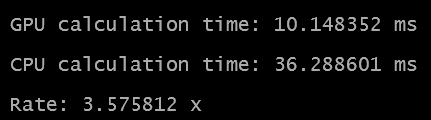 GPU calculation time: 10.148352 ms
CPU calculation time: 36.288601 ms
Rate: 3.575812 x